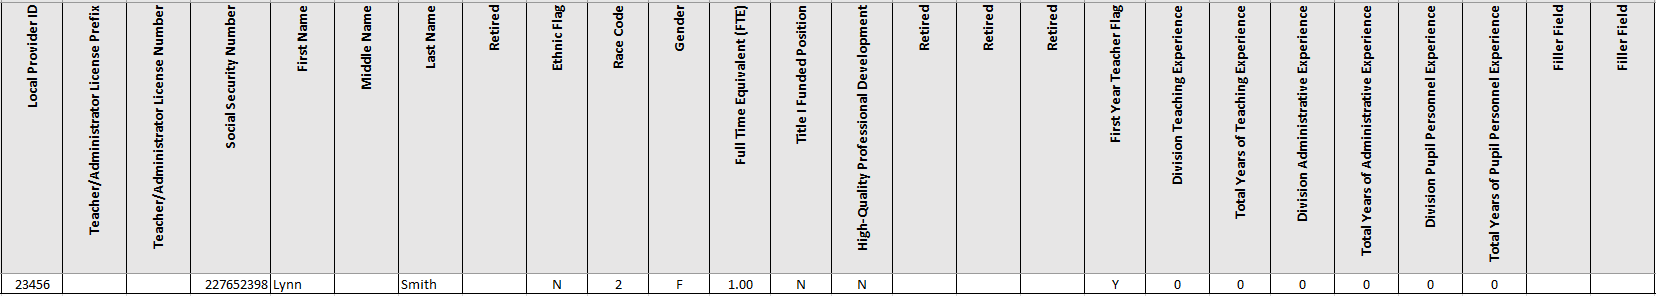 Local Provider ID
Teacher/Administrator License Prefix
Teacher/Administrator License Number
Social Security Number
First Name
Middle Name
Last Name
Retired
Ethnic Flag
Race Code
Gender
Full Time Equivalent (FTE)
Title I Funded Position
High-Quality Professional Development
Retired
Retired
Retired
First Year Teacher Flag
Division Teaching Experience
Total Years of Teaching Experience
Division Administrative Experience
Total Years of Administrative Experience
Division Pupil Personnel Experience
Total Years of Pupil Personnel Experience
Filler Field
Filler Field
23456 227652398 Lynn Smith N 2 F 1.00 N N Y 0 0 0 0 0 0